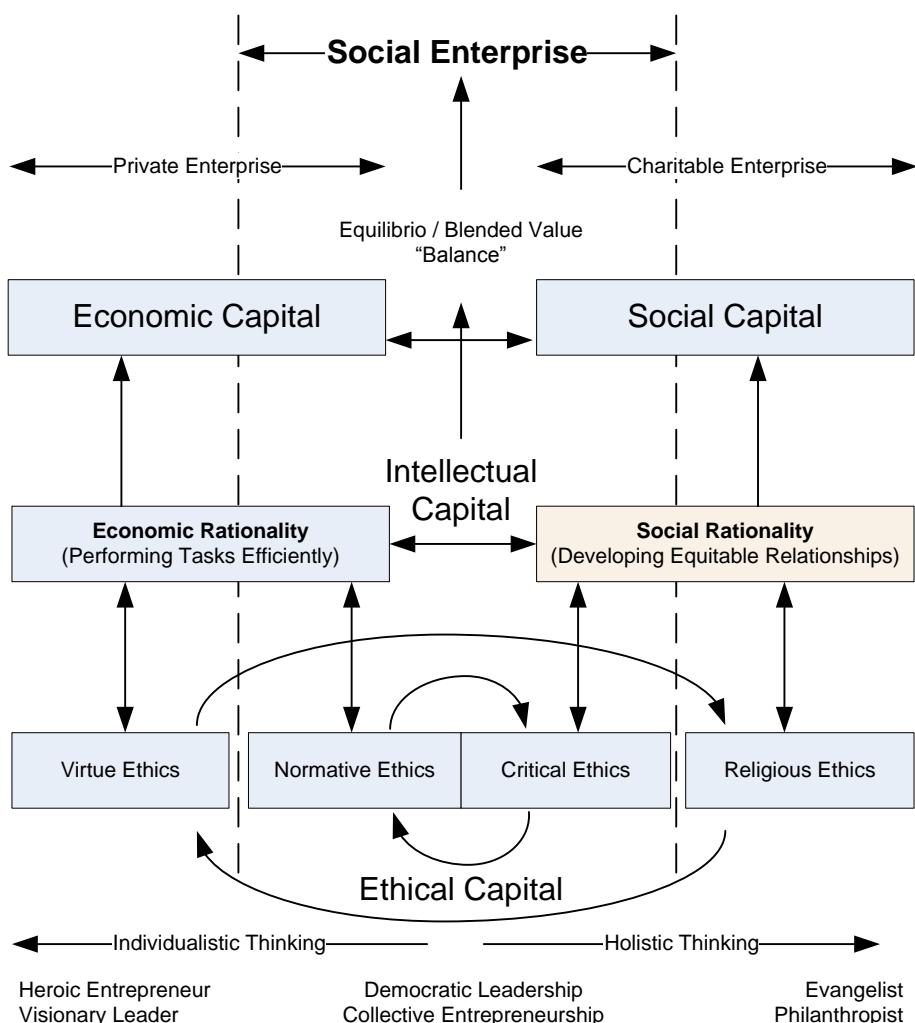 Social Enterprise
Private Enterprise
Charitable Enterprise
Equilibrio / Blended Value
“Balance”
Economic Capital
Social Capital
Intellectual
Capital
Economic Rationality
(Performing Tasks Efficiently)
Social Rationality
(Developing Equitable Relationships)
Virtue Ethics
Normative Ethics
Critical Ethics
Religious Ethics
Ethical Capital
Individualistic Thinking
Holistic Thinking
Heroic Entrepreneur
Visionary Leader
Democratic Leadership
Collective Entrepreneurship
Evangelist
Philanthropist